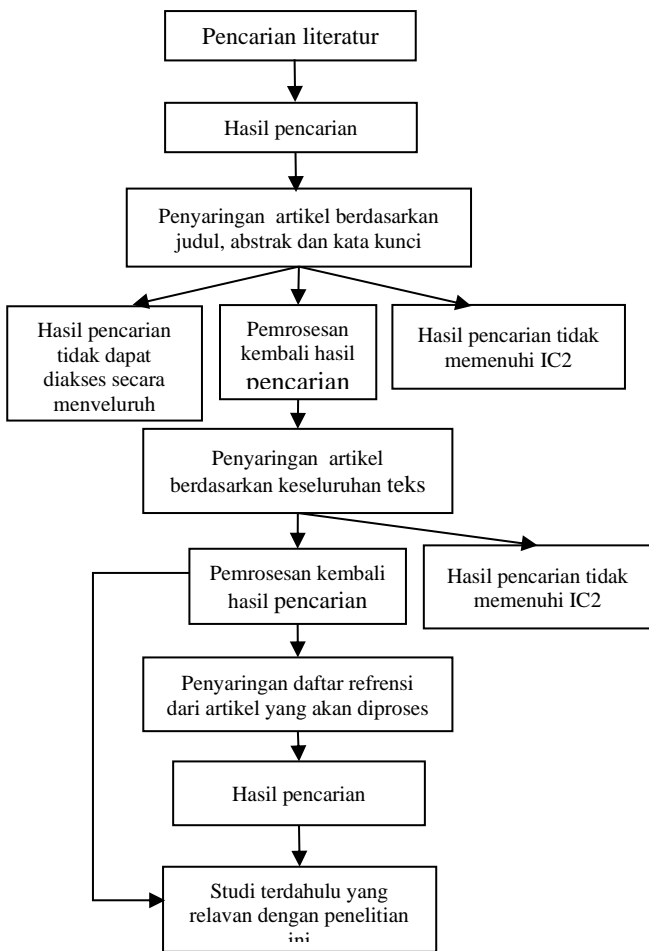 Pencarian literatur
Hasil pencarian
Penyaringan artikel berdasarkan
judul, abstrak dan kata kunci
Hasil pencarian
tidak dapat
diakses secara
menyeluruh
Pemrosesan
kembali hasil
pencarian
Hasil pencarian tidak
memenuhi IC2
Penyaringan artikel
berdasarkan keseluruhan teks
Pemrosesan kembali
hasil pencarian
Hasil pencarian tidak
memenuhi IC2
Penyaringan daftar refrensi
dari artikel yang akan diproses
Hasil pencarian
Studi terdahulu yang
relavan dengan penelitian
ini